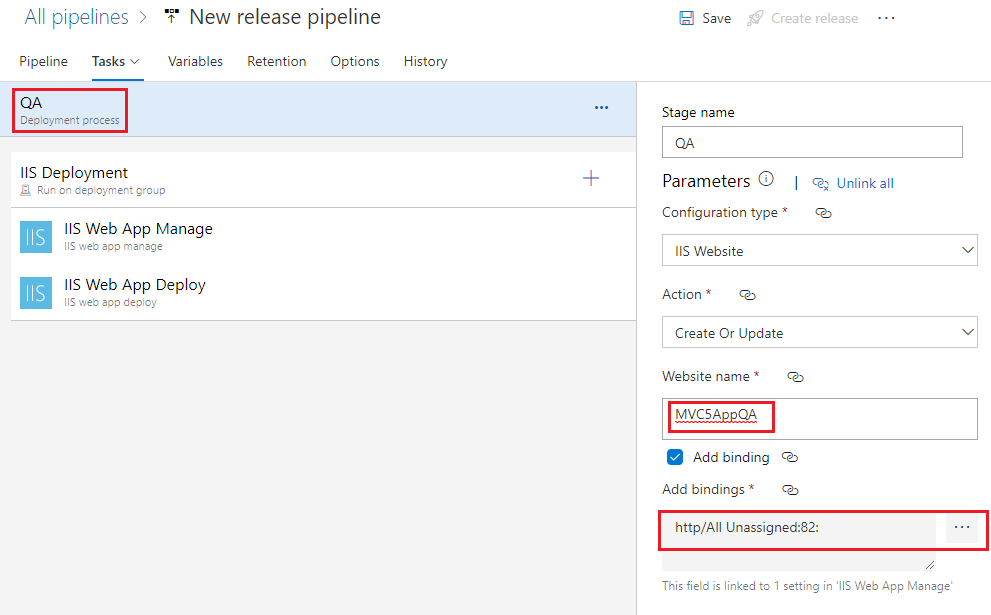 All pipelines > New release pipeline
Save
Create release
...
Pipeline
Tasks
Variables
Retention
Options
History
QA
Deployment process
...
IIS Deployment
Run on deployment group
+
IIS
IIS Web App Manage
IIS web app manage
IIS
IIS Web App Deploy
IIS web app deploy
Stage name
QA
Parameters
| Unlink all
Configuration type *
IIS Website
Action *
Create Or Update
Website name *
MVC5AppQA
Add binding
Add bindings *
http/All Unassigned:82:
...
This field is linked to 1 setting in 'IIS Web App Manage'